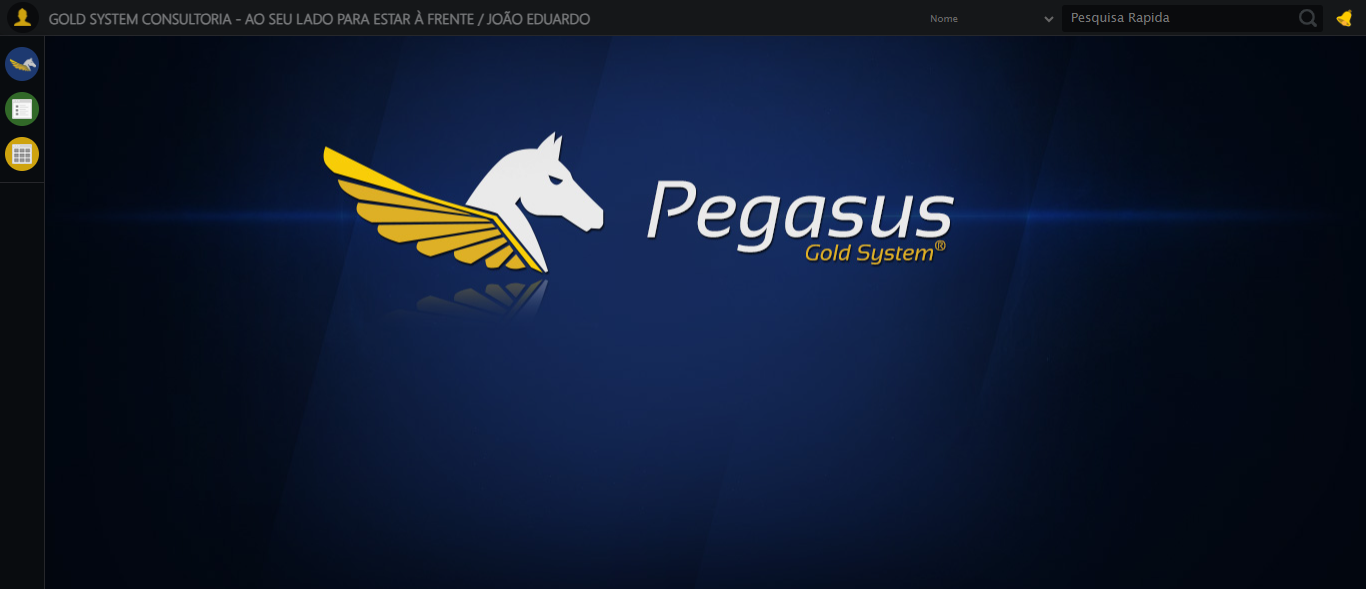 GOLD SYSTEM CONSULTORIA - AO SEU LADO PARA ESTAR À FRENTE / JOÃO EDUARDO
Nome
Pesquisa Rapida
Pegasus
Gold System®